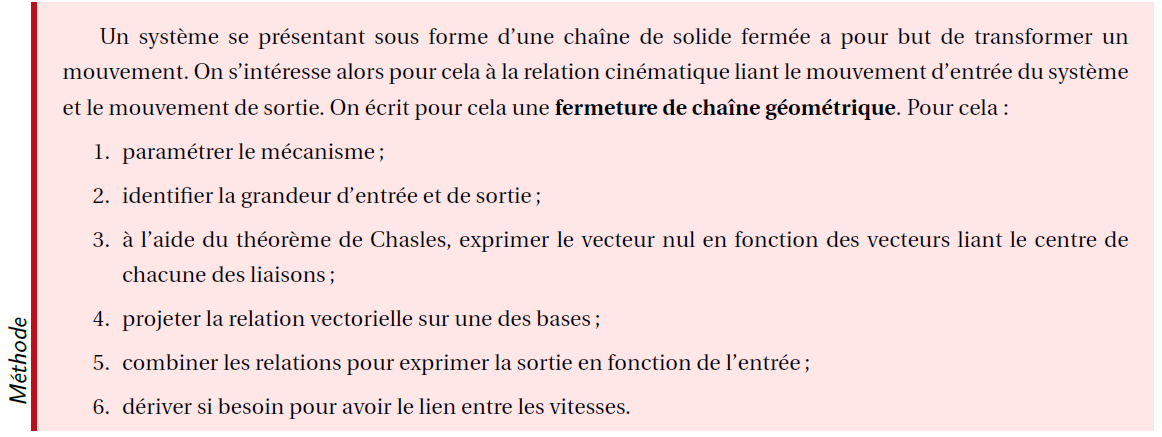 Un système se présentant sous forme d’une chaîne de solide fermée a pour but de transformer un
mouvement. On s’intéresse alors pour cela à la relation cinématique liant le mouvement d’entrée du système
et le mouvement de sortie. On écrit pour cela une fermeture de chaîne géométrique. Pour cela :
1. paramétrer le mécanisme ;
2. identifier la grandeur d’entrée et de sortie ;
3. à l’aide du théorème de Chasles, exprimer le vecteur nul en fonction des vecteurs liant le centre de
chacune des liaisons ;
4. projeter la relation vectorielle sur une des bases ;
5. combiner les relations pour exprimer la sortie en fonction de l’entrée ;
6. dériver si besoin pour avoir le lien entre les vitesses.
Méthode